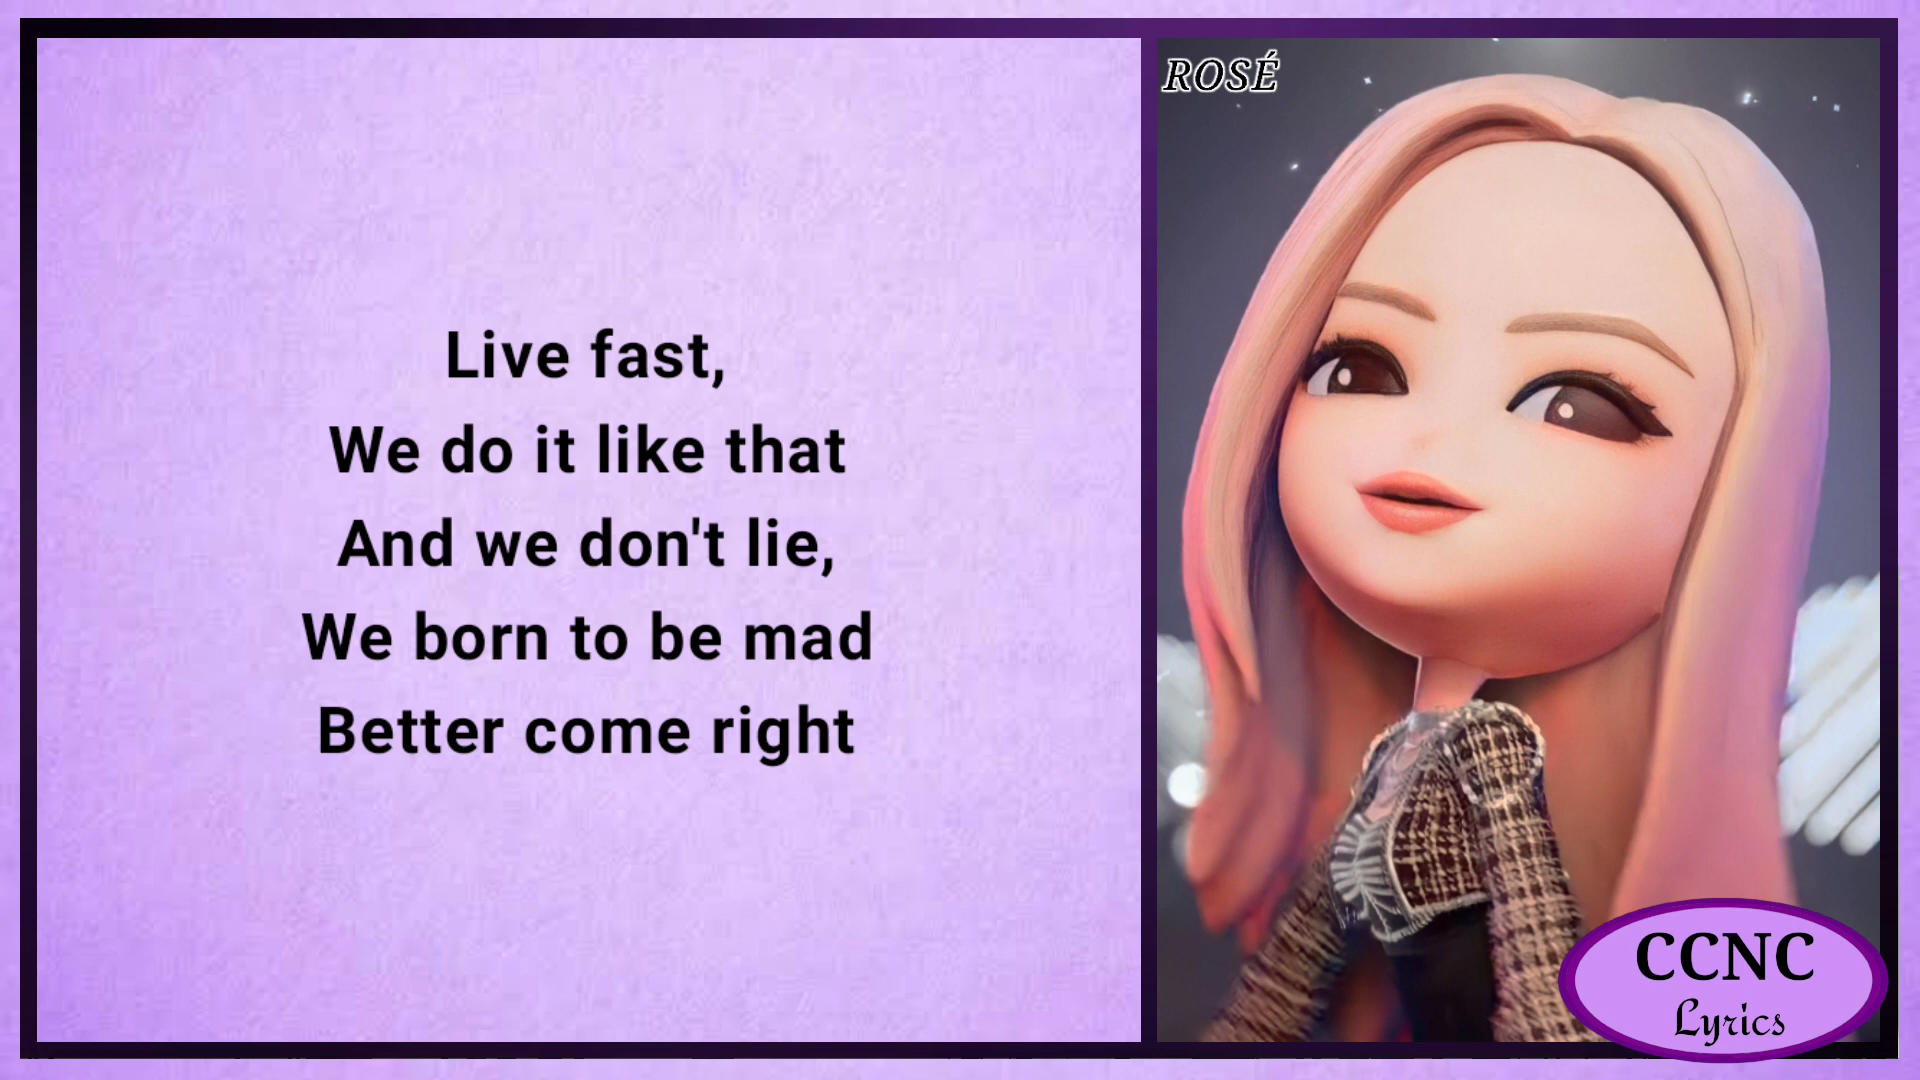 Live fast,
We do it like that
And we don't lie,
We born to be mad
Better come right
ROSÉ
CCNC
Lyrics